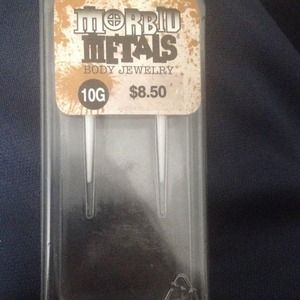 MORBID
METALS
BODY JEWELRY
10G $8.50